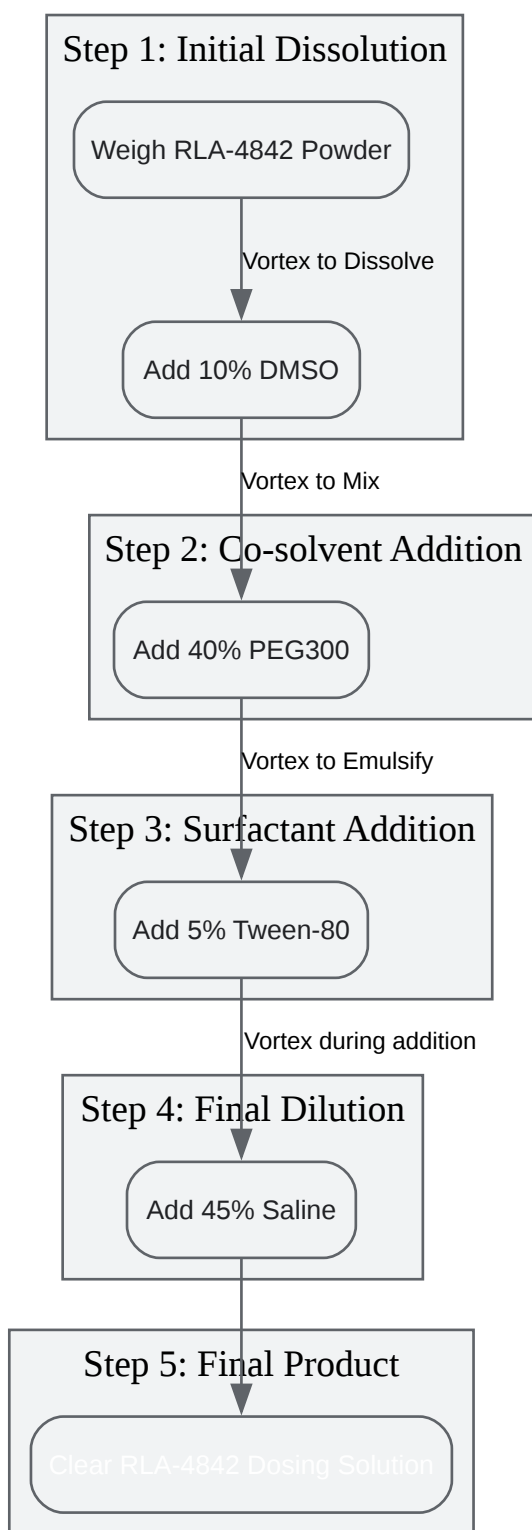 Step 1: Initial Dissolution
Weigh RLA-4842 Powder
Vortex to Dissolve
Add 10% DMSO
Vortex to Mix
Step 2: Co-solvent Addition
Add 40% PEG300
Vortex to Emulsify
Step 3: Surfactant Addition
Add 5% Tween-80
Vortex during addition
Step 4: Final Dilution
Add 45% Saline
Step 5: Final Product
Clear RLA-4842 Dosing Solution